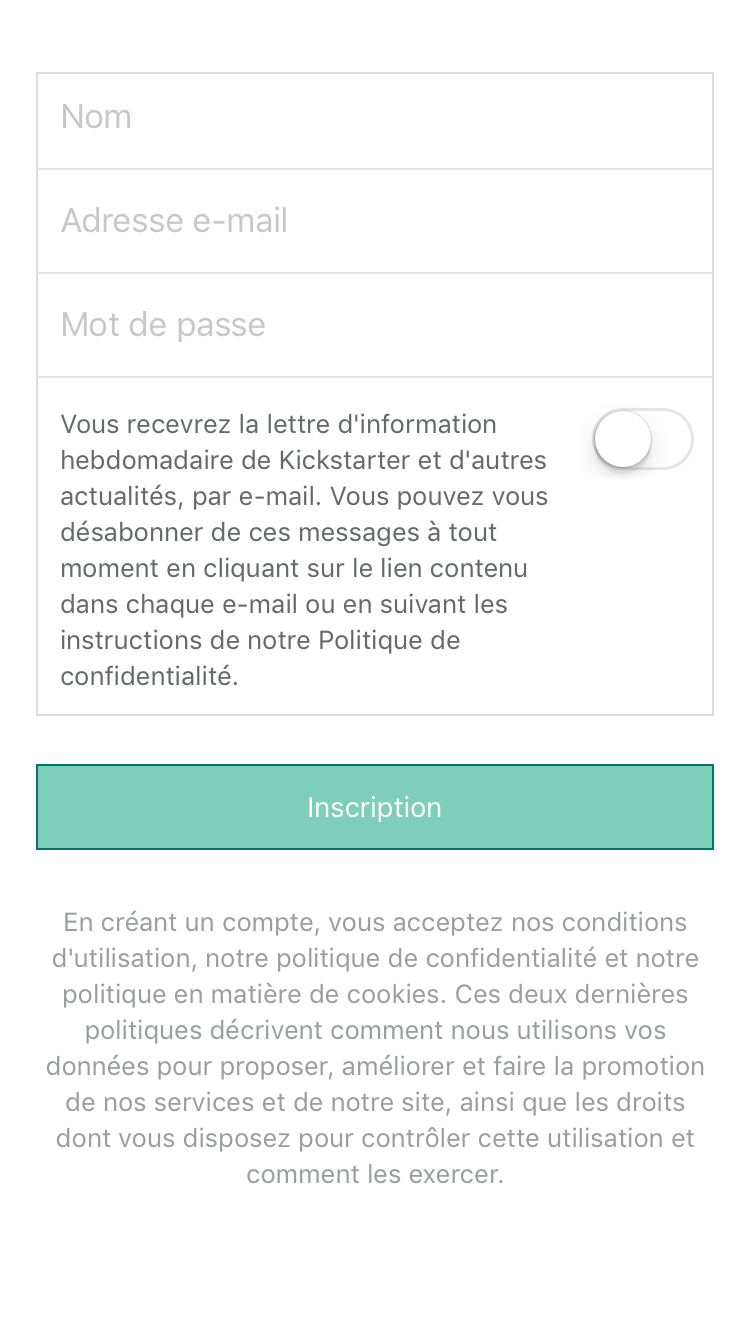 Nom
Adresse e-mail
Mot de passe
Vous recevrez la lettre d'information
hebdomadaire de Kickstarter et d'autres
actualités, par e-mail. Vous pouvez vous
désabonner de ces messages à tout
moment en cliquant sur le lien contenu
dans chaque e-mail ou en suivant les
instructions de notre Politique de
confidentialité.
Inscription
En créant un compte, vous acceptez nos conditions
d'utilisation, notre politique de confidentialité et notre
politique en matière de cookies. Ces deux dernières
politiques décrivent comment nous utilisons vos
données pour proposer, améliorer et faire la promotion
de nos services et de notre site, ainsi que les droits
dont vous disposez pour contrôler cette utilisation et
comment les exercer.